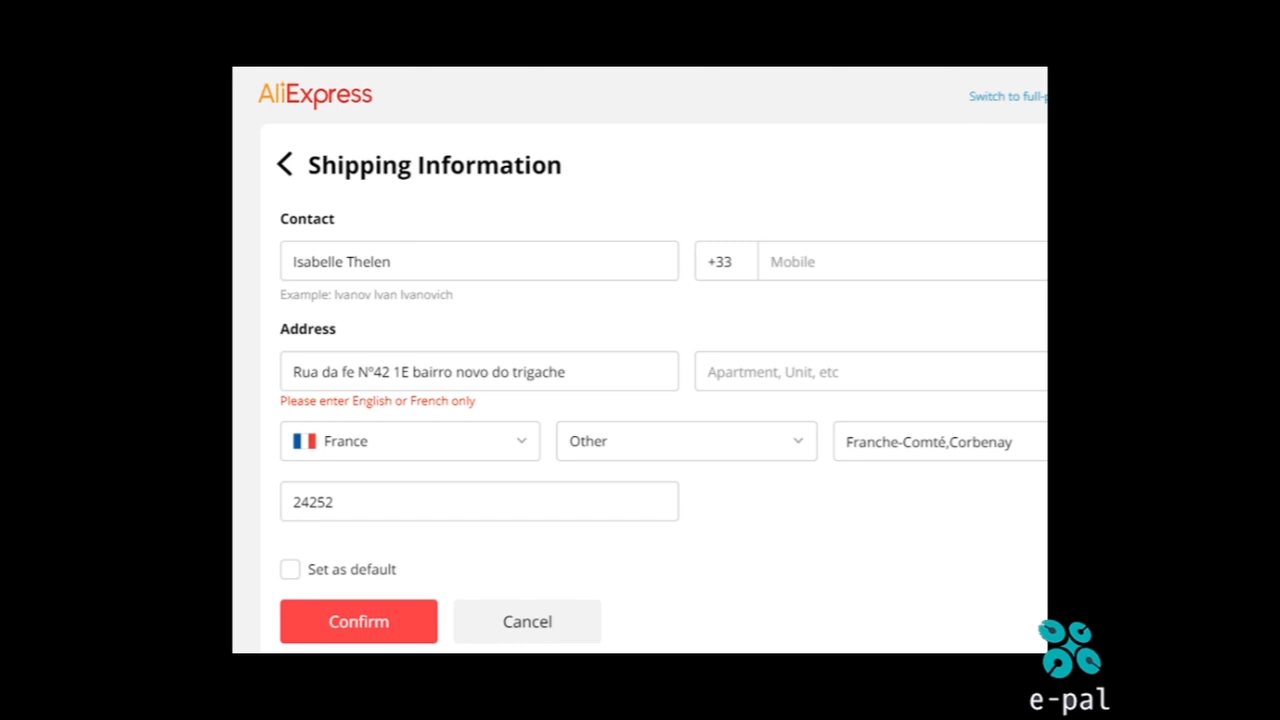 AliExpress
Switch to full-p
Shipping Information
Contact
Isabelle Thelen
+33
Mobile
Example: Ivanov Ivan Ivanovich
Address
Rua da fe Nº42 1E bairro novo do trigache
Apartment, Unit, etc
Please enter English or French only
France
Other
Franche-Comté,Corbenay
24252
Set as default
Confirm
Cancel
e-pal